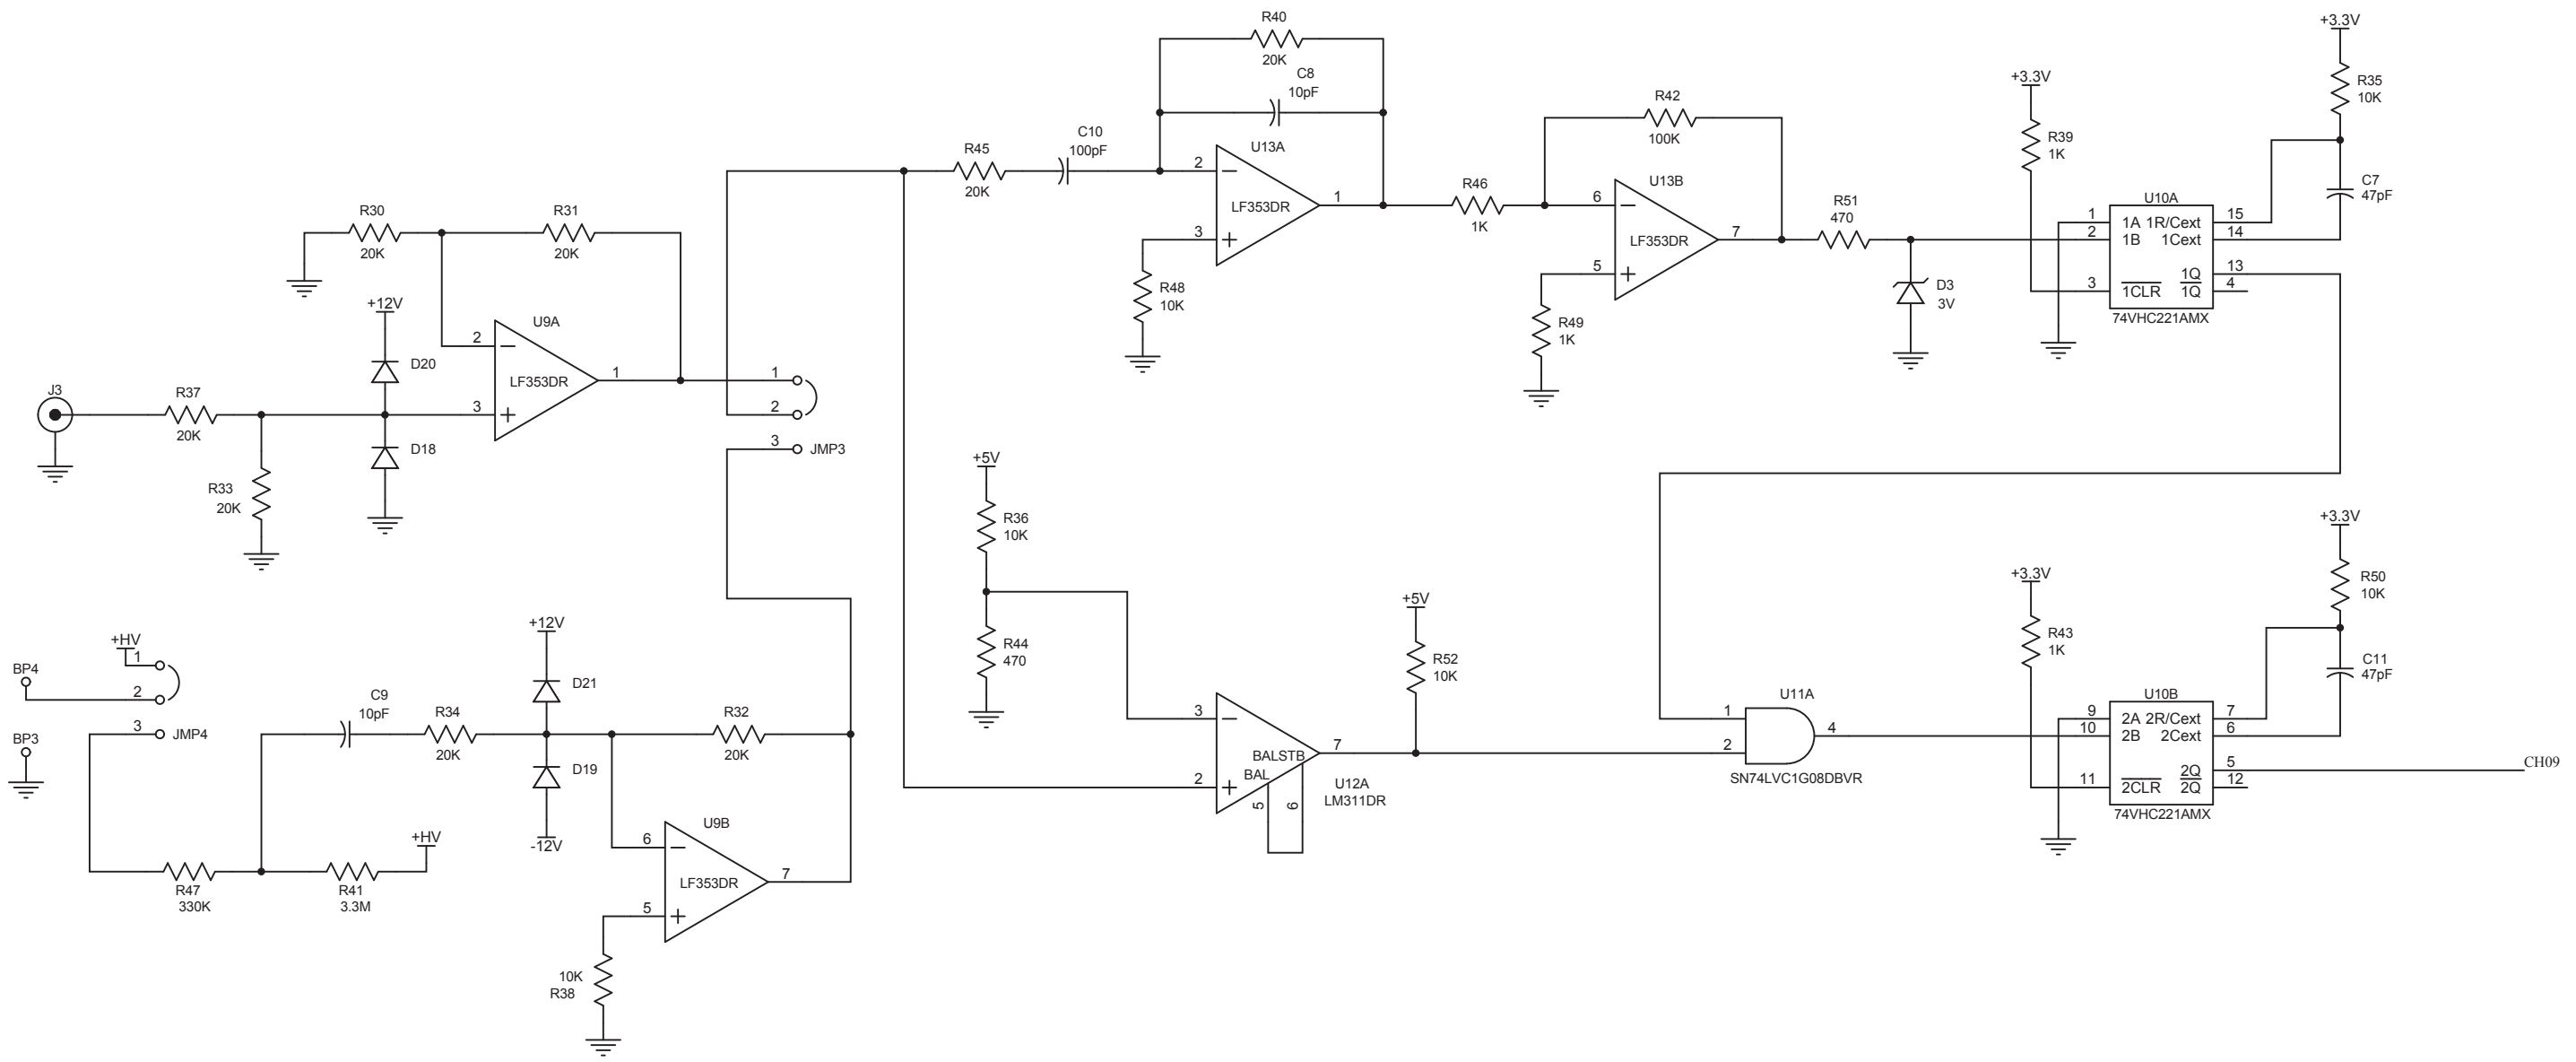 R40
20K
C8
10pF
R45
20K
C10
100pF
U13A
2
3
1
LF353DR
R48
10K
R46
1K
R42
100K
U13B
6
5
7
LF353DR
R49
1K
R51
470
D3
3V
+3.3V
R39
1K
+3.3V
R35
10K
C7
47pF
U10A
1
2
3
1A 1R/Cext
1B 1Cext
1Q
1CLR 1Q
15
14
13
4
74VHC221AMX
R30
20K
R31
20K
+12V
D20
D18
U9A
2
3
1
LF353DR
J3
R37
20K
R33
20K
1
2
3
JMP3
+5V
R36
10K
R44
470
+5V
R52
10K
3
2
7
BALSTB
BAL
5
6
U12A
LM311DR
U11A
1
2
4
SN74LVC1G08DBVR
+3.3V
R43
1K
+3.3V
R50
10K
C11
47pF
U10B
9
10
11
2A 2R/Cext
2B 2Cext
2Q
2CLR 2Q
7
6
5
12
74VHC221AMX
CH09
+HV
1
2
3
JMP4
BP4
BP3
C9
10pF
R34
20K
+12V
D21
D19
-12V
R32
20K
R47
330K
R41
3.3M
+HV
U9B
6
5
7
LF353DR
10K
R38